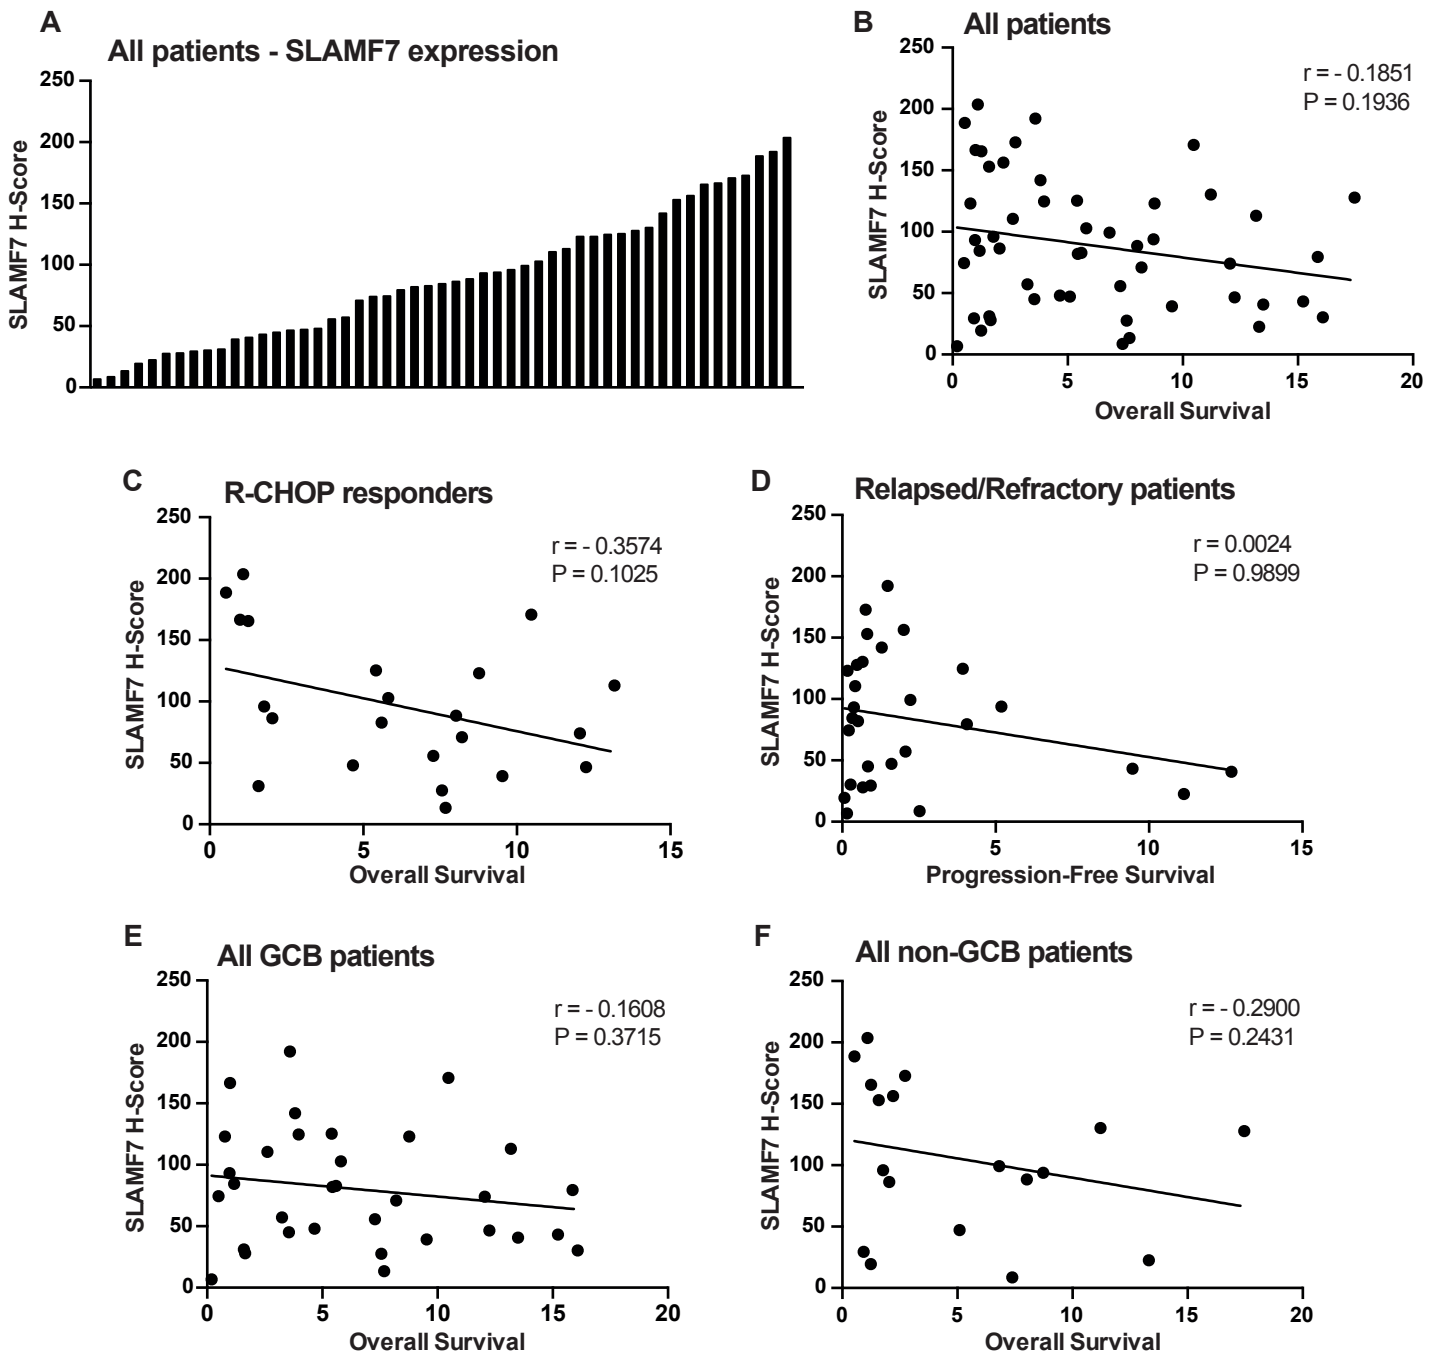 A
All patients - SLAMF7 expression
SLAMF7 H-Score
250
200
150
100
50
0
B
All patients
r = - 0.1851
P = 0.1936
SLAMF7 H-Score
250
200
150
100
50
0
0 5 10 15 20
Overall Survival
C
R-CHOP responders
r = - 0.3574
P = 0.1025
SLAMF7 H-Score
250
200
150
100
50
0
0 5 10 15
Overall Survival
D
Relapsed/Refractory patients
r = 0.0024
P = 0.9899
SLAMF7 H-Score
250
200
150
100
50
0
0 5 10 15
Progression-Free Survival
E
All GCB patients
r = - 0.1608
P = 0.3715
SLAMF7 H-Score
250
200
150
100
50
0
0 5 10 15 20
Overall Survival
F
All non-GCB patients
r = - 0.2900
P = 0.2431
SLAMF7 H-Score
250
200
150
100
50
0
0 5 10 15 20
Overall Survival